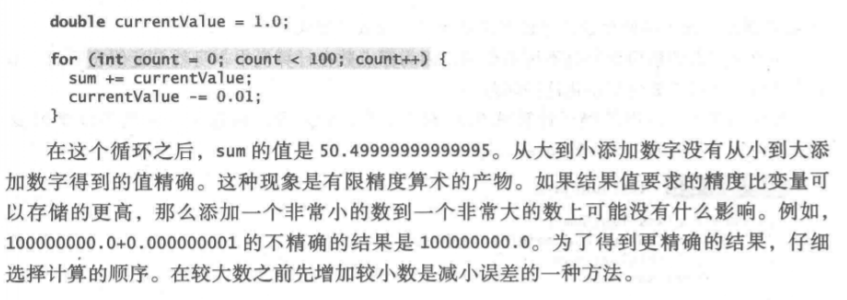 double currentValue = 1.0;
for (int count = 0; count < 100; count++) {
sum += currentValue;
currentValue -= 0.01;
}
在这个循环之后，sum 的值是 50.49999999999995。从大到小添加数字没有从小到大添
加数字得到的值精确。这种现象是有限精度算术的产物。如果结果值要求的精度比变量可
以存储的更高，那么添加一个非常小的数到一个非常大的数上可能没有什么影响。例如，
100000000.0+0.000000001 的不精确的结果是 100000000.0。为了得到更精确的结果，仔细
选择计算的顺序。在较大数之前先增加较小数是减小误差的一种方法。